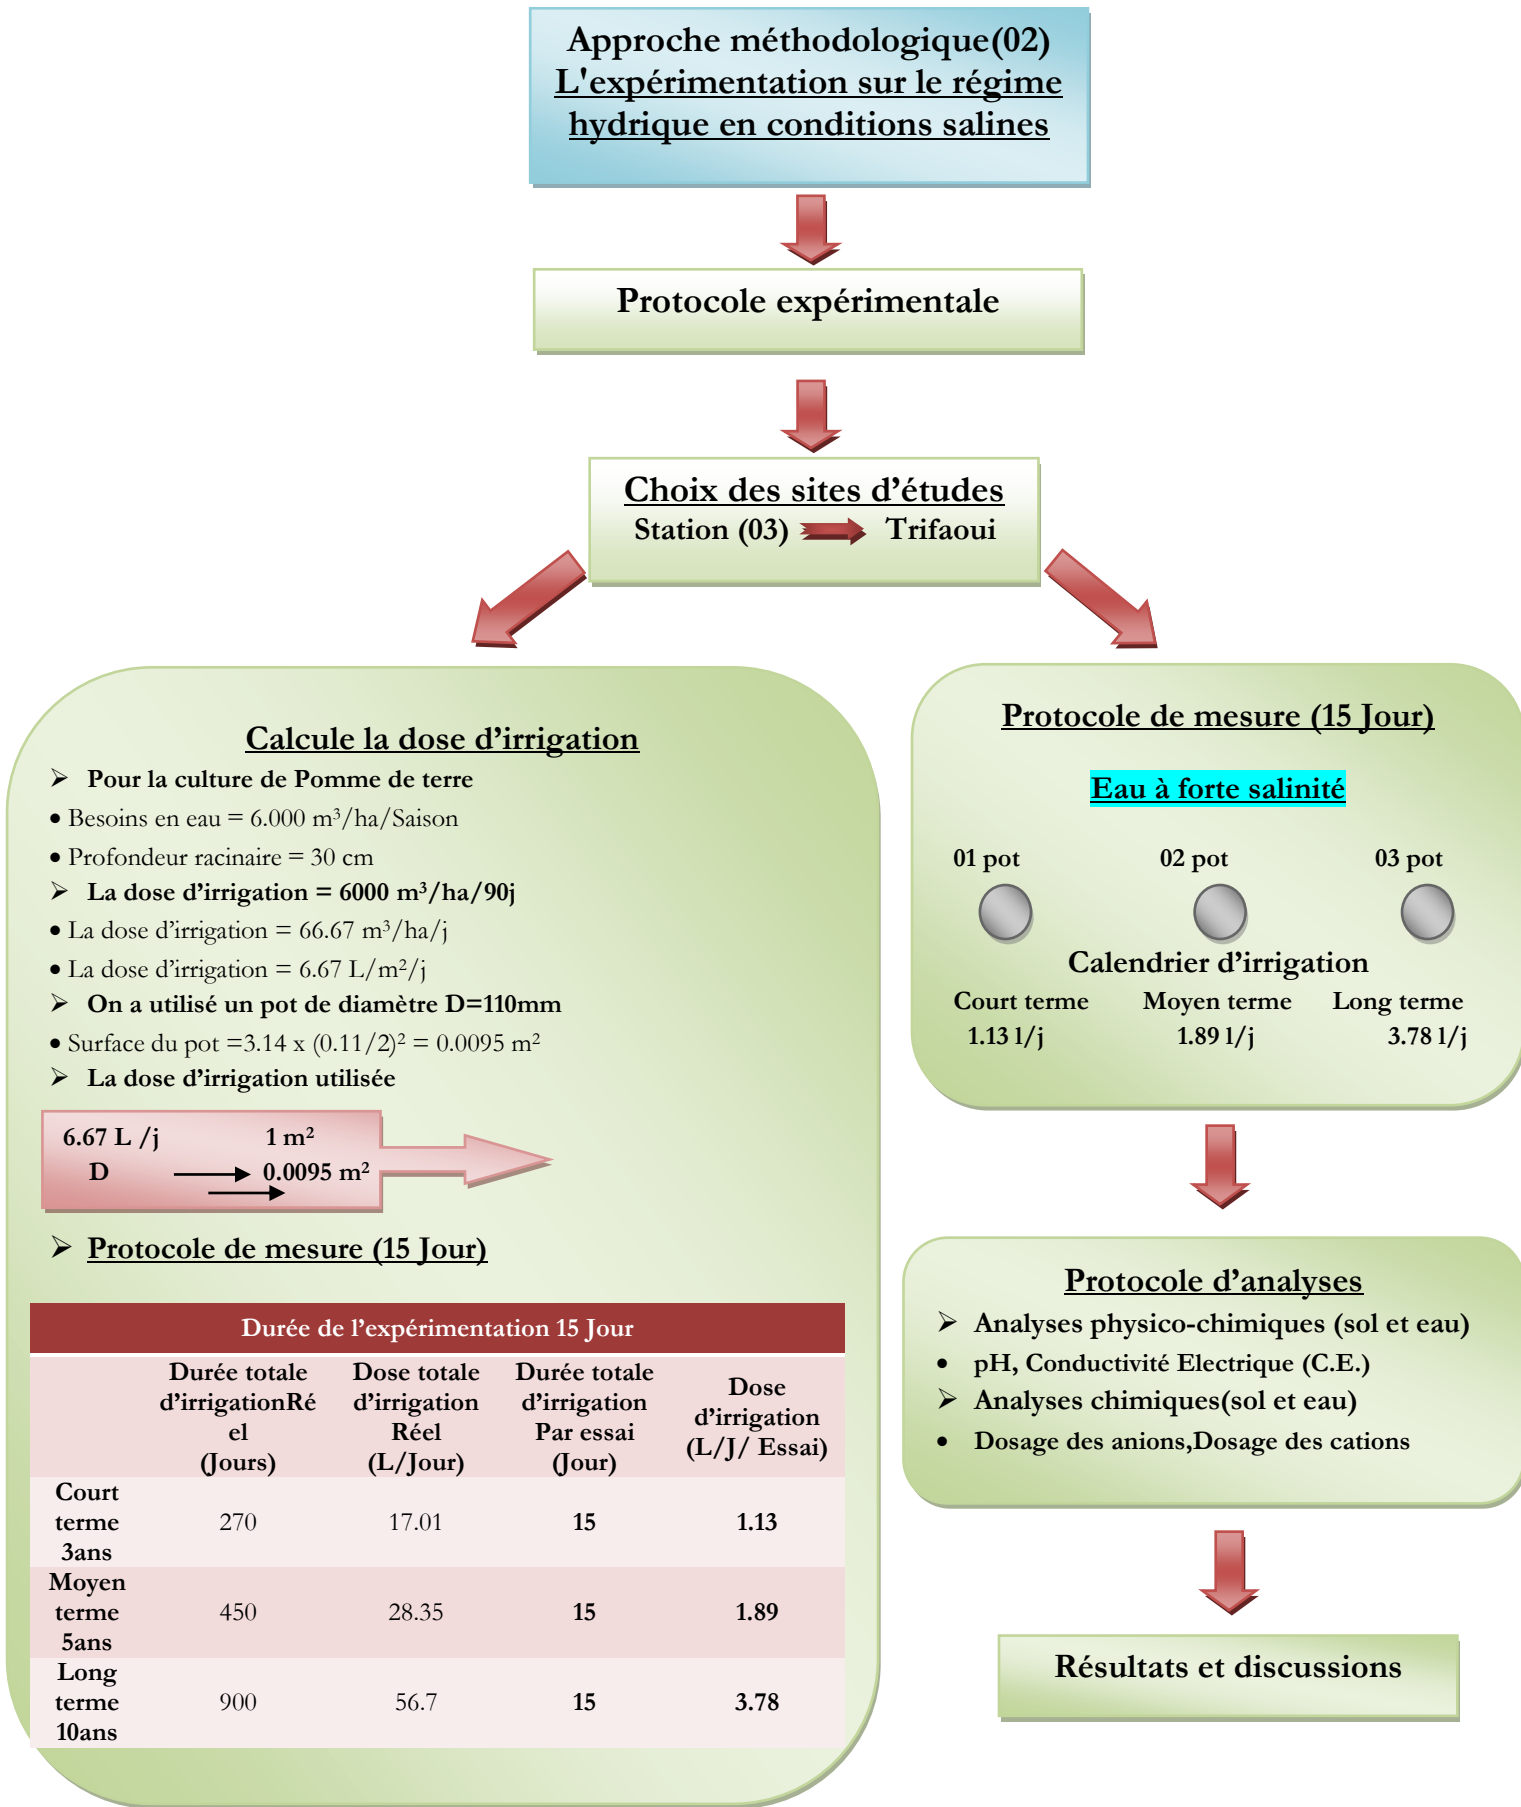 Approche méthodologique(02)
L'expérimentation sur le régime
hydrique en conditions salines
Protocole expérimentale
Choix des sites d’études
Station (03) Trifaoui
Calcule la dose d’irrigation
➢ Pour la culture de Pomme de terre
• Besoins en eau = 6.000 m³/ha/Saison
• Profondeur racinaire = 30 cm
➢ La dose d’irrigation = 6000 m³/ha/90j
• La dose d’irrigation = 66.67 m³/ha/j
• La dose d’irrigation = 6.67 L/m²/j
➢ On a utilisé un pot de diamètre D=110mm
• Surface du pot =3.14 x (0.11/2)² = 0.0095 m²
➢ La dose d’irrigation utilisée
6.67 L /j 1 m²
D 0.0095 m²
➢ Protocole de mesure (15 Jour)
Durée de l’expérimentation 15 Jour
Durée totale
d’irrigationRé
el
(Jours)
Dose totale
d’irrigation
Réel
(L/Jour)
Durée totale
d’irrigation
Par essai
(Jour)
Dose
d’irrigation
(L/J/ Essai)
Court
terme
3ans
270 17.01 15 1.13
Moyen
terme
5ans
450 28.35 15 1.89
Long
terme
10ans
900 56.7 15 3.78
Protocole de mesure (15 Jour)
Eau à forte salinité
01 pot 02 pot 03 pot
Calendrier d’irrigation
Court terme Moyen terme Long terme
1.13 l/j 1.89 l/j 3.78 l/j
Protocole d’analyses
➢ Analyses physico-chimiques (sol et eau)
• pH, Conductivité Electrique (C.E.)
➢ Analyses chimiques(sol et eau)
• Dosage des anions,Dosage des cations
Résultats et discussions